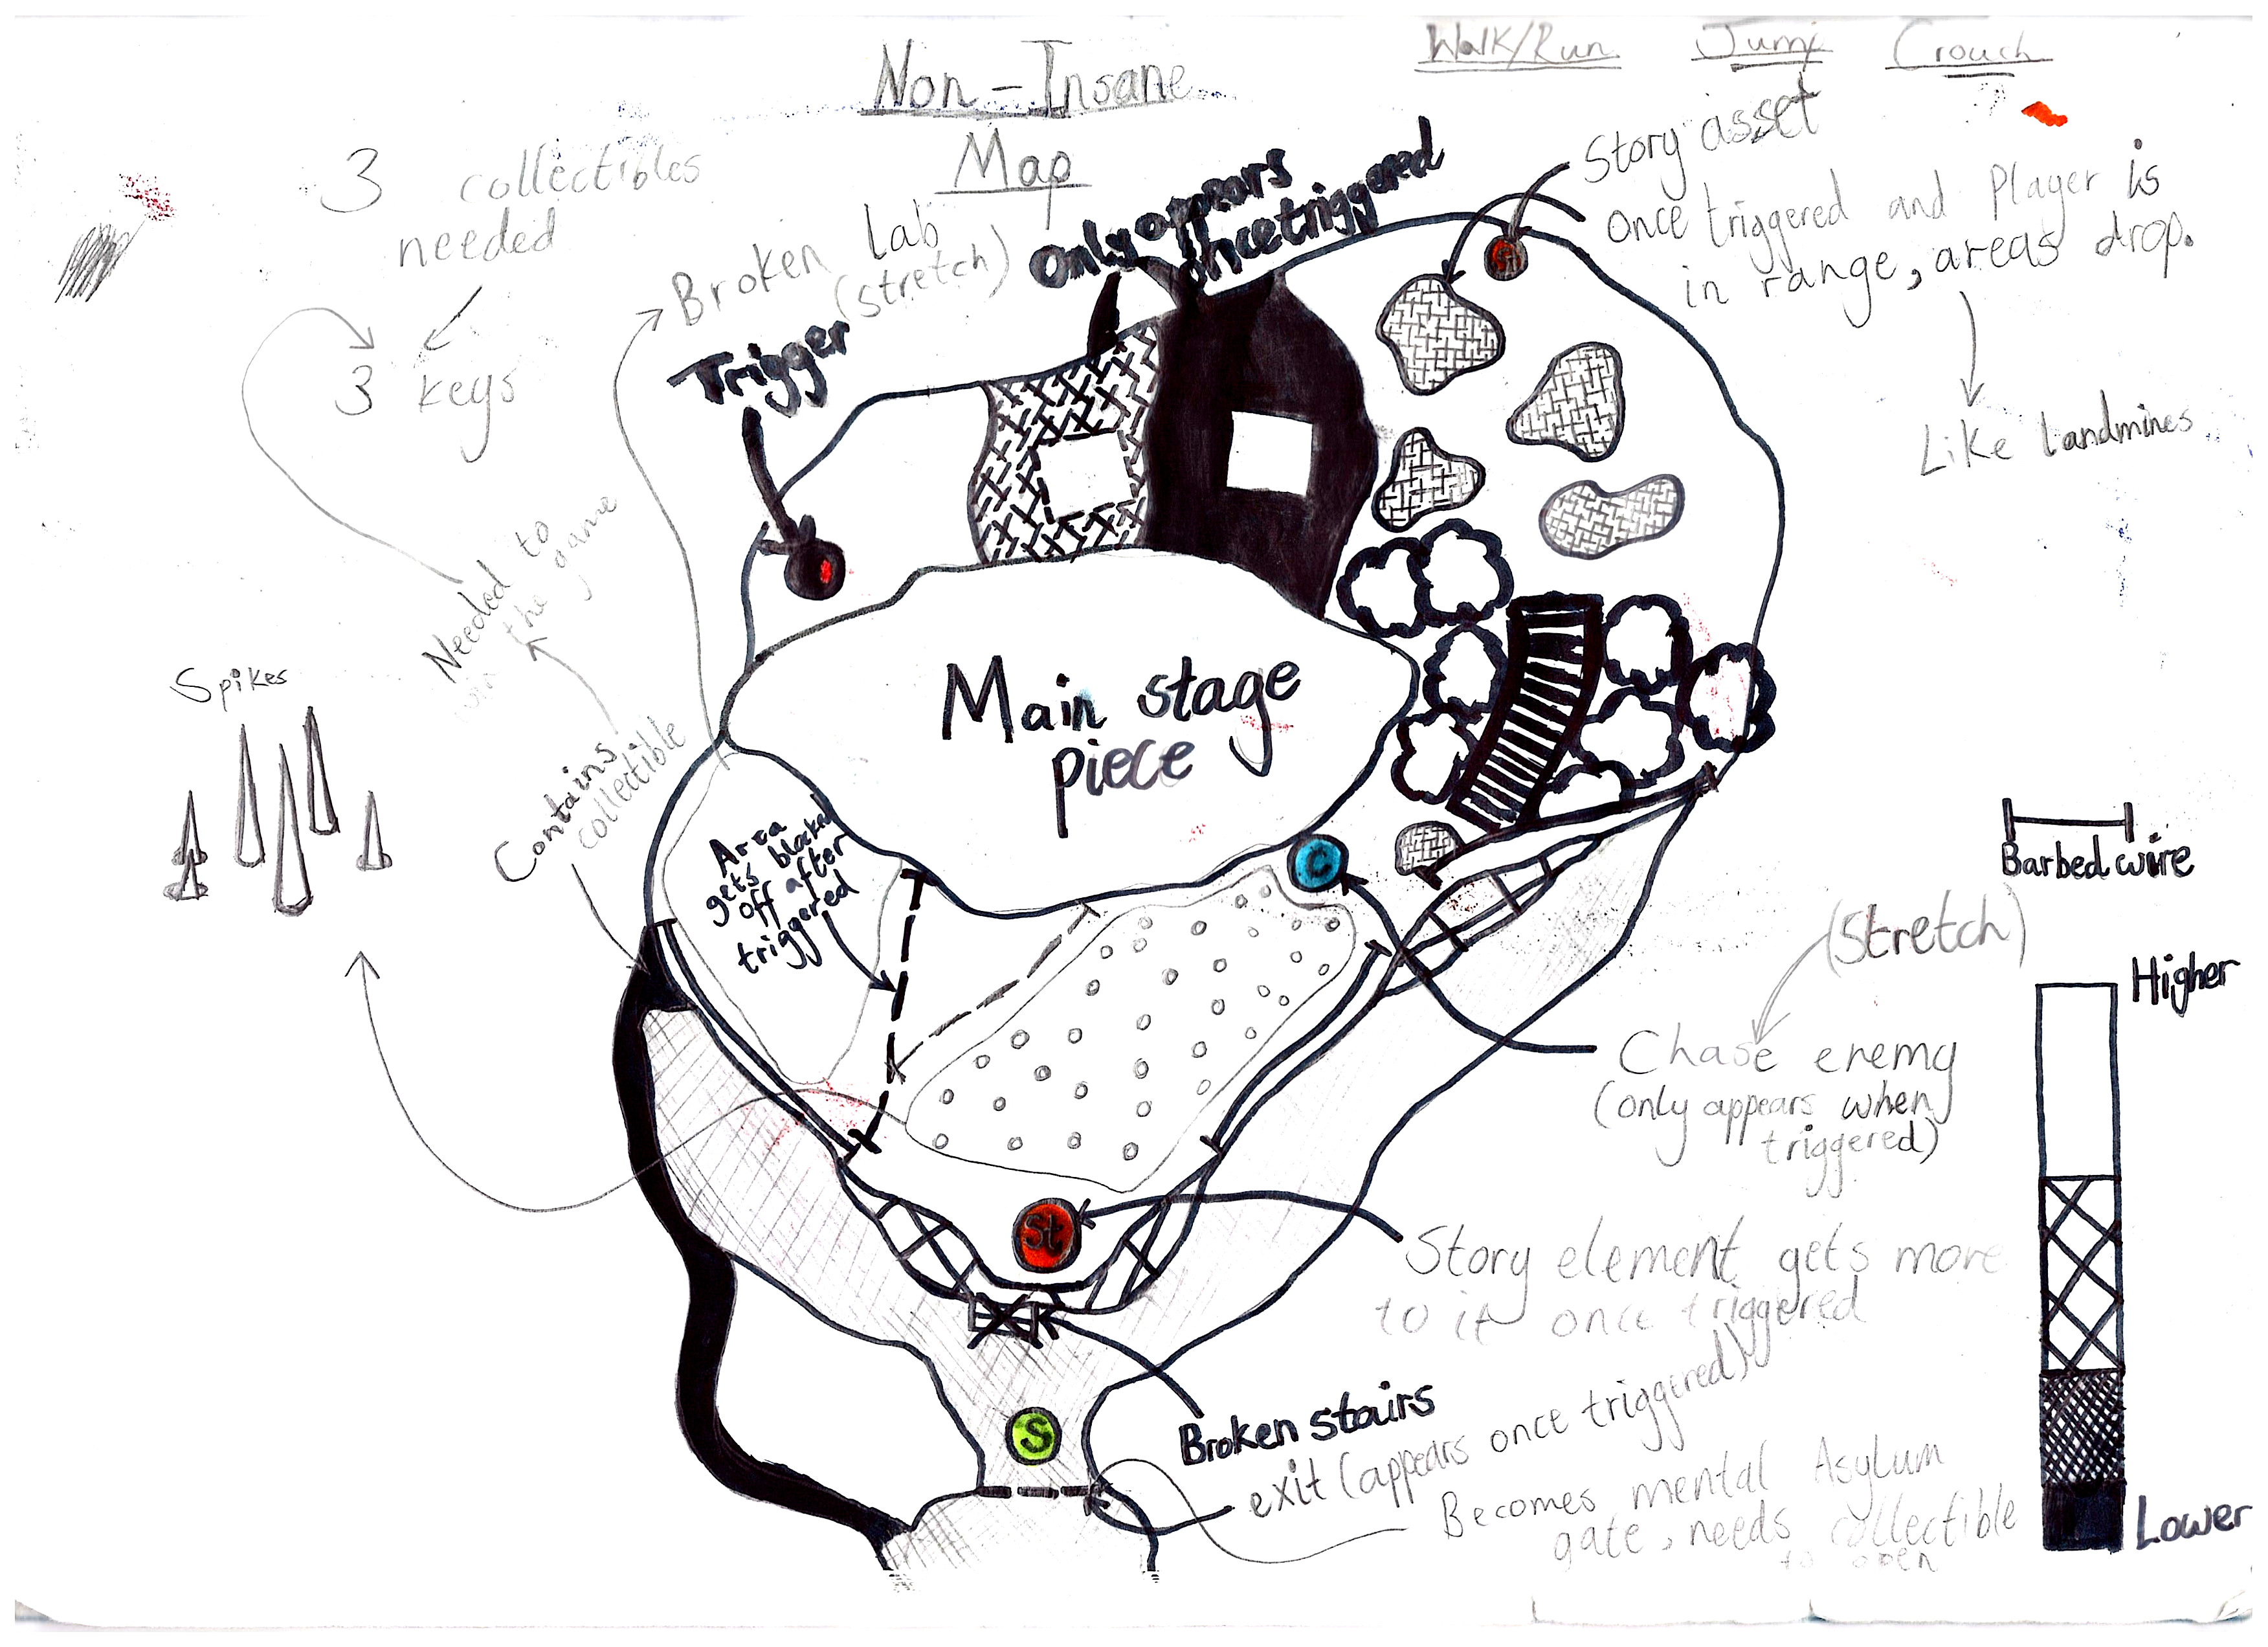 Non-Insane
Map
Walk/Run
Jump
Crouch
3 collectibles
needed
3 keys
Broken lab
(stretch)
Only appears
once triggered
Story asset
Once triggered and Player is
in range, areas drop.
Like landmines
Trigger
Needed to
the game
Contains
collectible
Spikes
Main stage
piece
Area
gets blocked
off after
triggered
C
Barbed wire
(Stretch)
Chase enemy
(only appears when
triggered)
Higher
Lower
St
Story element gets more
to it once triggered
Broken stairs
exit (appears once triggered)
S
Becomes mental Asylum
gate, needs collectible
to open